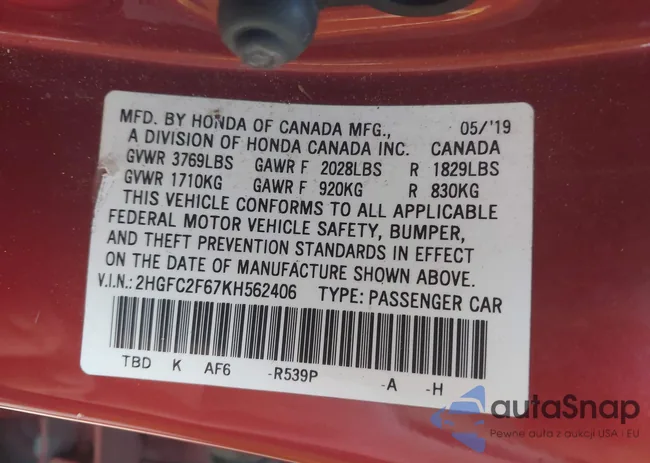 MFD. BY HONDA OF CANADA MFG., 05/'19
A DIVISION OF HONDA CANADA INC. CANADA
GVWR 3769LBS GAWR F 2028LBS R 1829LBS
GVWR 1710KG GAWR F 920KG R 830KG
THIS VEHICLE CONFORMS TO ALL APPLICABLE
FEDERAL MOTOR VEHICLE SAFETY, BUMPER,
AND THEFT PREVENTION STANDARDS IN EFFECT
ON THE DATE OF MANUFACTURE SHOWN ABOVE.
V.I.N.: 2HGFC2F67KH562406 TYPE: PASSENGER CAR
TBD K AF6 -R539P -A -H
autaSnap
Pewne auta z aukcji USA - EU